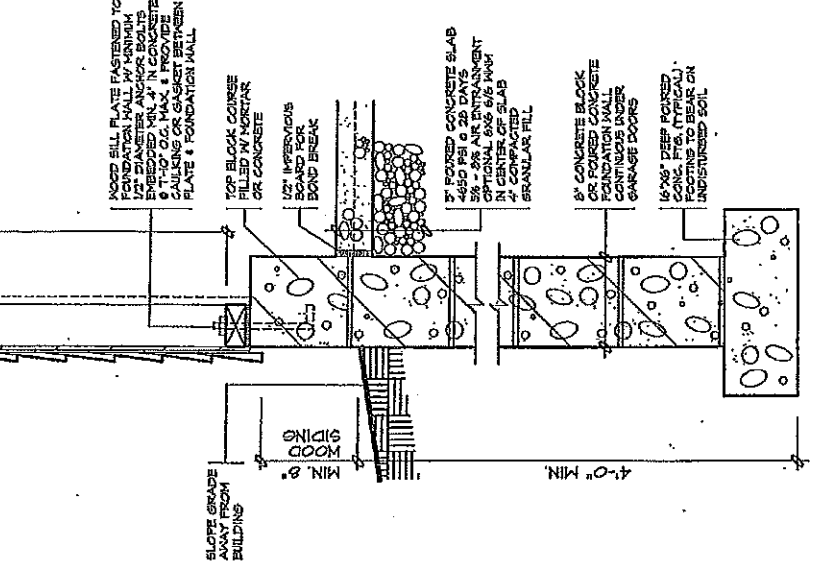 WOOD SILL PLATE FASTENED TO
FOUNDATION WALL W/ MINIMUM
1/2" DIAMETER ANCHOR BOLTS
EMBEDDED MIN. 4" IN CONCRETE
@ 7'-10" O.C. MAX. & PROVIDE
CAULKING OR GASKET BETWEEN
PLATE & FOUNDATION WALL
TOP BLOCK COURSE
FILLED W/ MORTAR
OR CONCRETE
1/2" IMPERVIOUS
BOARD FOR
BOND BREAK
POURED CONCRETE SLAB
4650 PSI @ 28 DAYS
5% - 8% AIR ENTRAINMENT
OPTIONAL 6X6 6/6 WWM
IN CENTER OF SLAB
4" COMPACTED
GRANULAR FILL
8" CONCRETE BLOCK
OR POURED CONCRETE
FOUNDATION WALL
CONTINUOUS UNDER
GARAGE DOORS
DEEP POURED
CONC. FTG. (TYPICAL)
FOOTING TO BEAR ON
UNDISTURBED SOIL
SLOPE GRADE
AWAY FROM
BUILDING
MIN. 8"
WOOD
SIDING
4'-0" MIN.